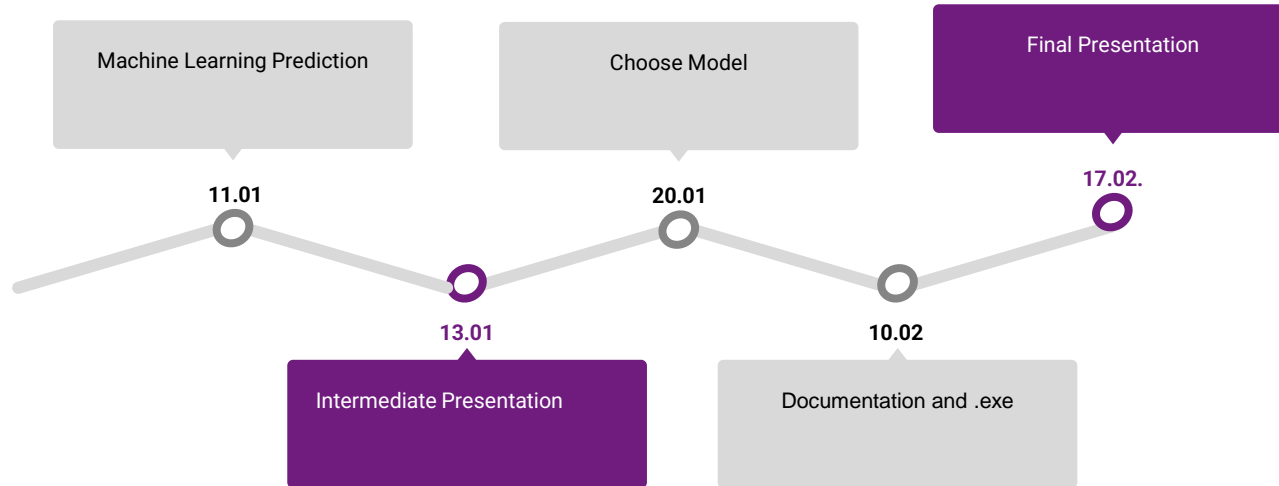 Machine Learning Prediction
11.01
13.01
Intermediate Presentation
Choose Model
20.01
10.02
Documentation and .exe
Final Presentation
17.02.